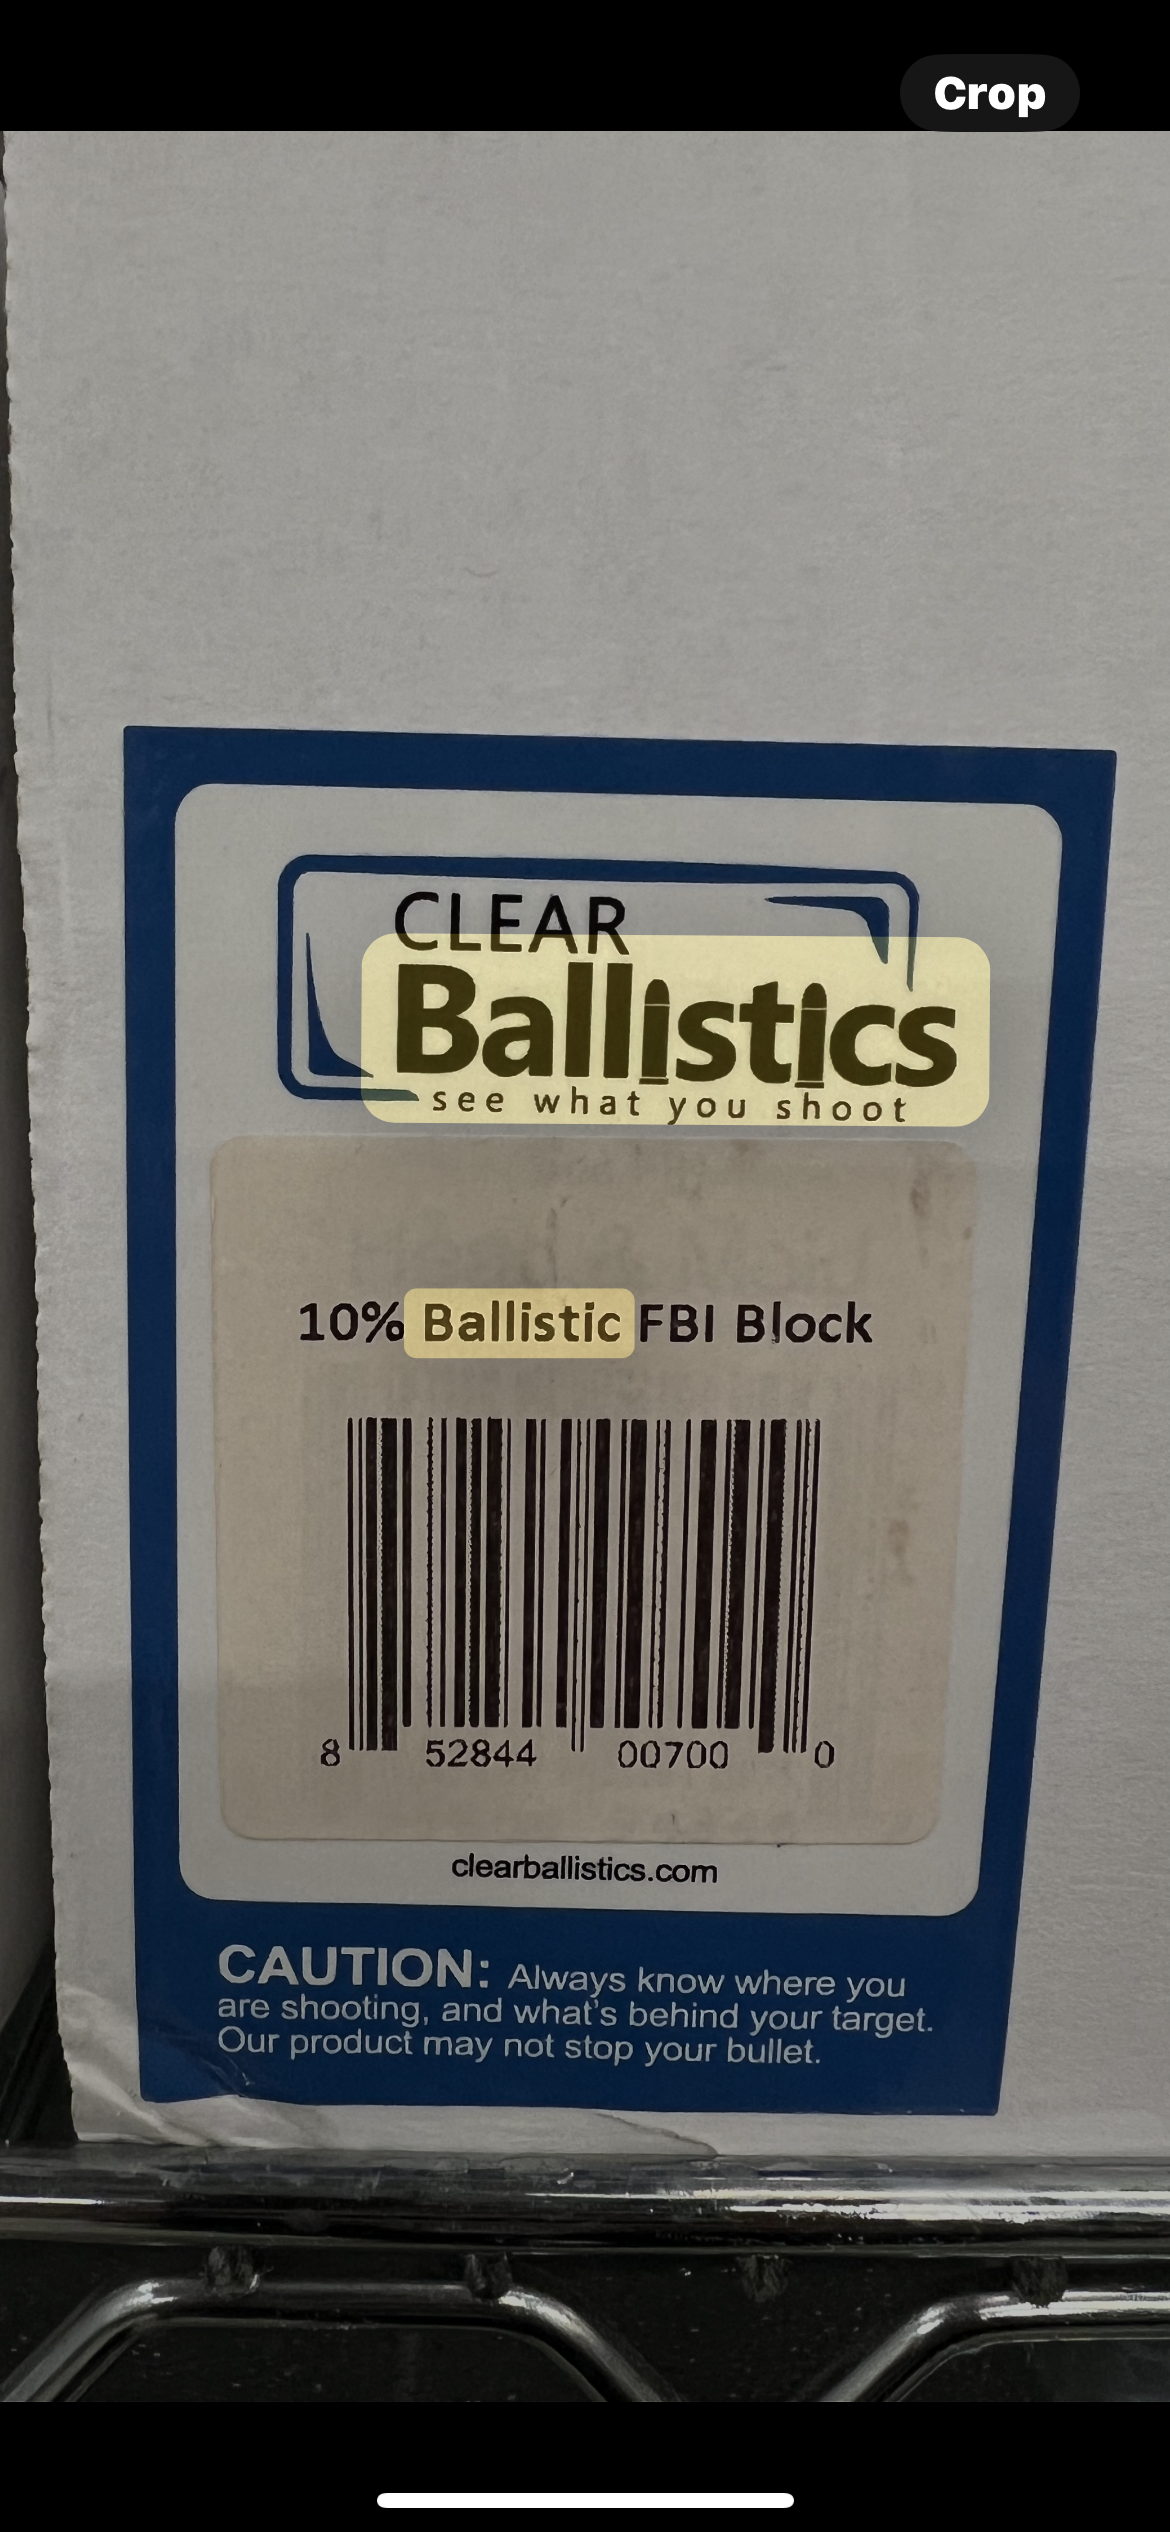 Crop
CLEAR
Ballistics
see what you shoot
10% Ballistic FBI Block
8 52844 00700 0
clearballistics.com
CAUTION: Always know where you
are shooting, and what's behind your target.
Our product may not stop your bullet.